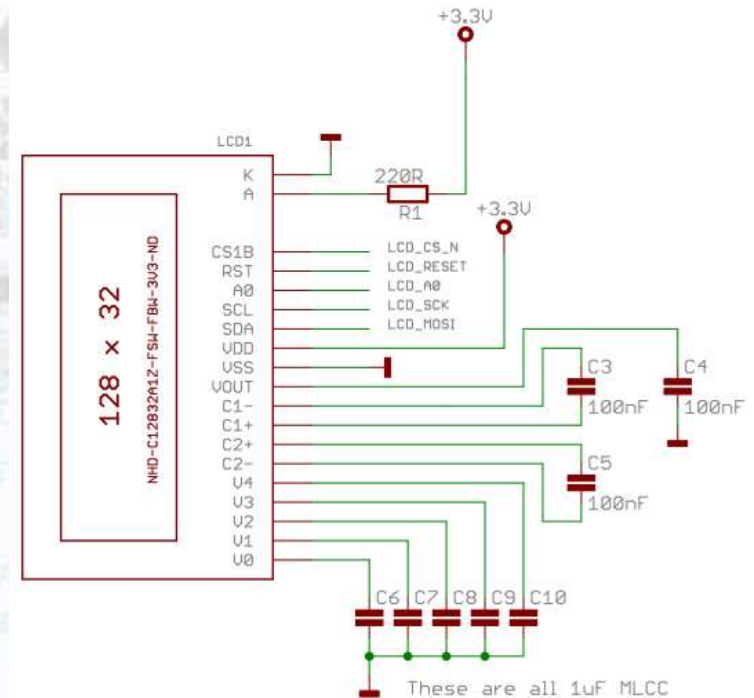 +3.3V
LCD1
K
A
220R
R1
+3.3V
CS1B
RST
A0
SCL
SDA
VDD
VSS
VOUT
C1-
C1+
C2+
C2-
V4
V3
V2
V1
V0
LCD_CS_N
LCD_RESET
LCD_A0
LCD_SCK
LCD_MOSI
128 x 32
NHD-C12832A1Z-FSW-FBW-3V3-ND
C3
100nF
C4
100nF
C5
100nF
C6 C7 C8 C9 C10
These are all 1uF MLCC